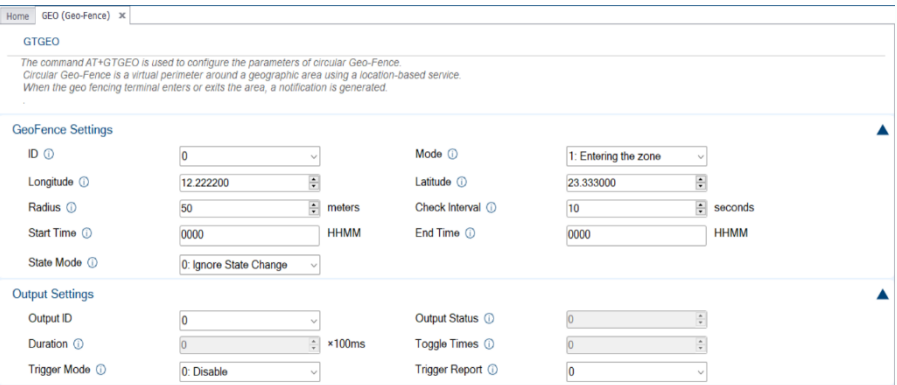 Home GEO (Geo-Fence) ×
GTGEO
The command AT+GTGEO is used to configure the parameters of circular Geo-Fence.
Circular Geo-Fence is a virtual perimeter around a geographic area using a location-based service.
When the geo fencing terminal enters or exits the area, a notification is generated.
.
GeoFence Settings
ID 0 Mode 1: Entering the zone
Longitude 12.222200 Latitude 23.333000
Radius 50 meters Check Interval 10 seconds
Start Time 0000 HHMM End Time 0000 HHMM
State Mode 0: Ignore State Change
Output Settings
Output ID 0 Output Status 0
Duration 0 ×100ms Toggle Times 0
Trigger Mode 0: Disable Trigger Report 0